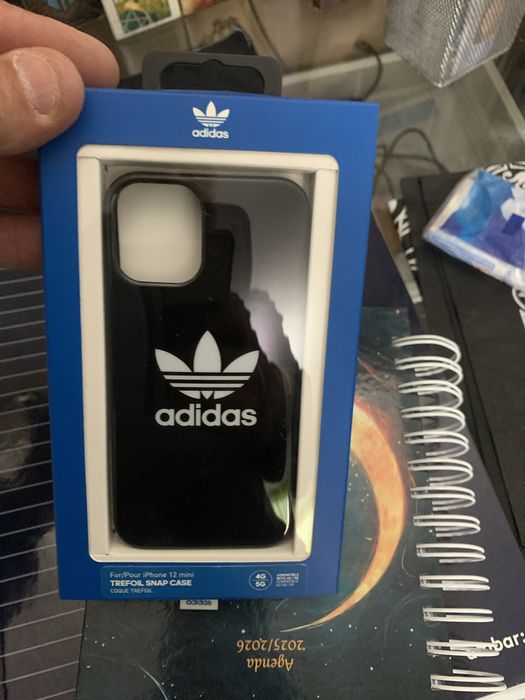 adidas
adidas
For/Pour iPhone 12 mini
TREFOIL SNAP CASE
COQUE TREFOIL
4G
5G
adidas
Agenda
2025/2026